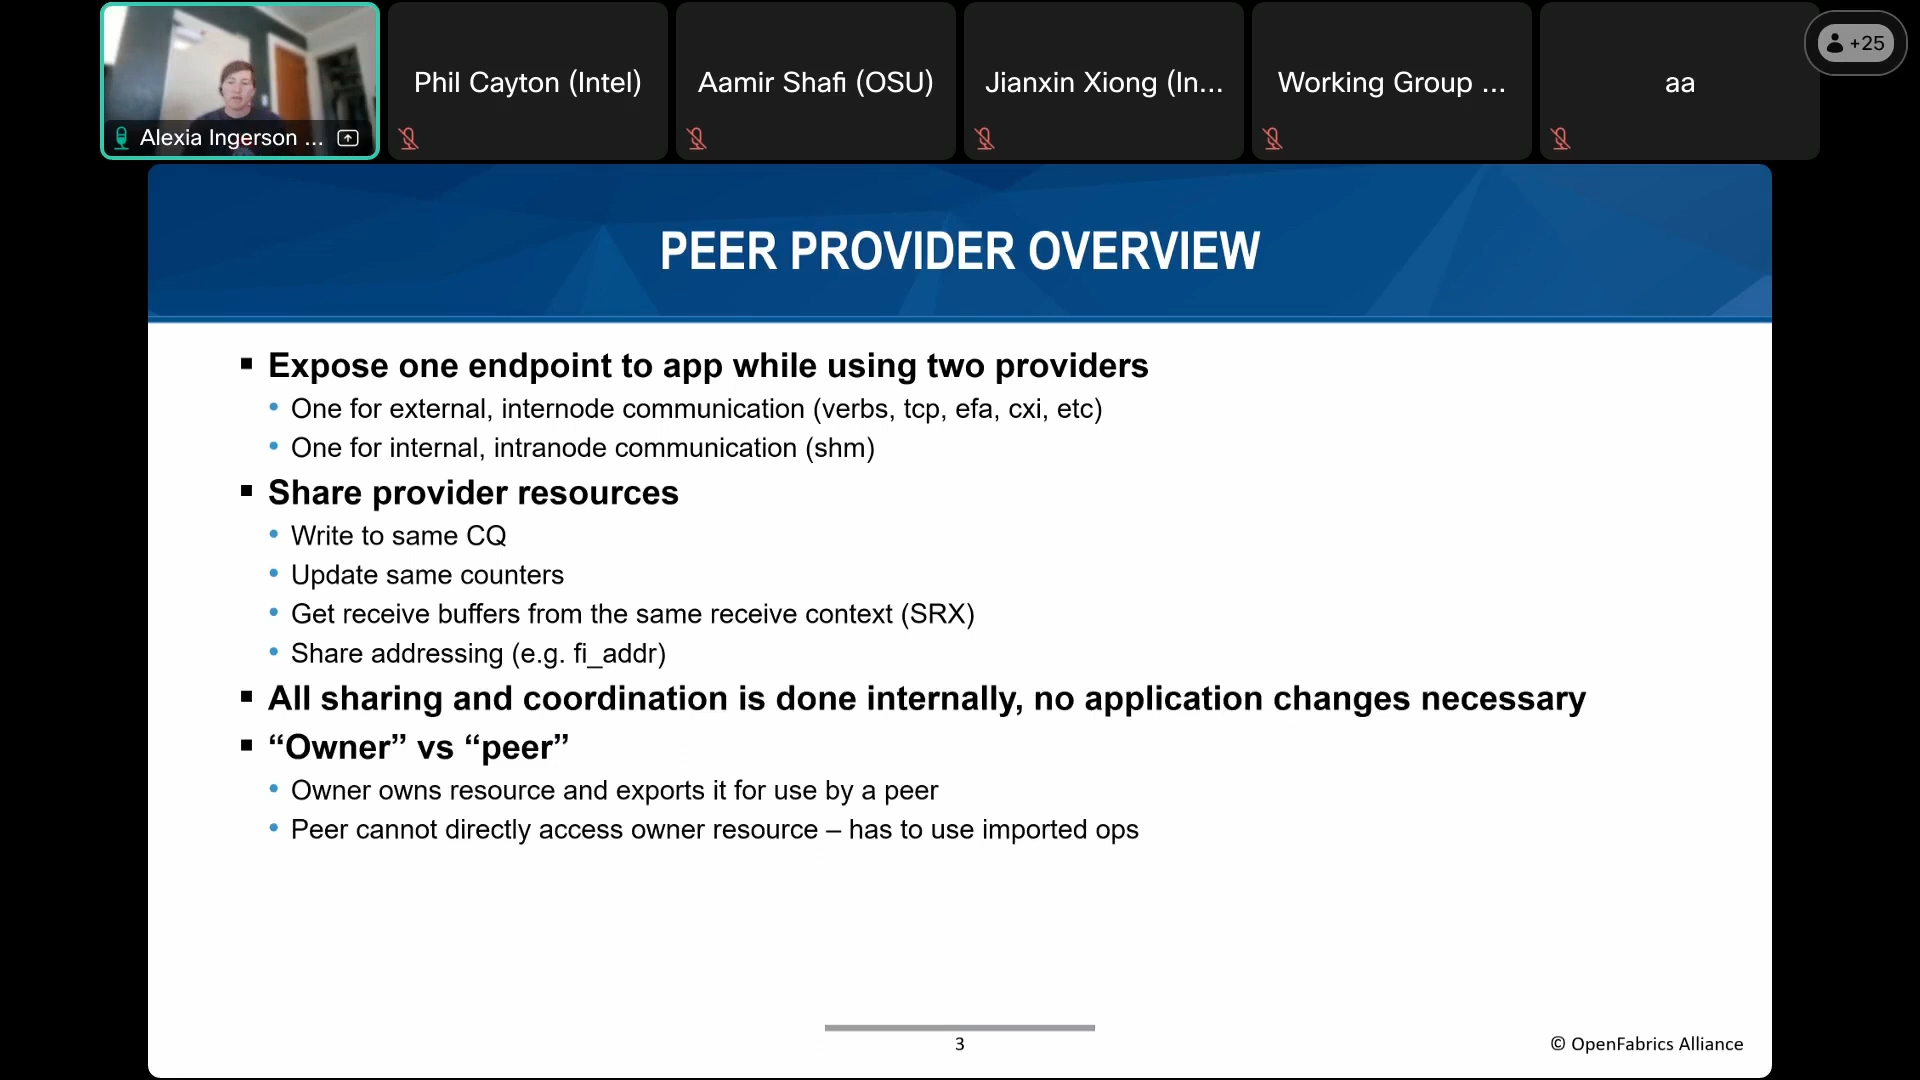 Alexia Ingerson ...
Phil Cayton (Intel)
Aamir Shafi (OSU)
Jianxin Xiong (In...
Working Group ...
aa
+25
PEER PROVIDER OVERVIEW
Expose one endpoint to app while using two providers
One for external, internode communication (verbs, tcp, efa, cxi, etc)
One for internal, intranode communication (shm)
Share provider resources
Write to same CQ
Update same counters
Get receive buffers from the same receive context (SRX)
Share addressing (e.g. fi_addr)
All sharing and coordination is done internally, no application changes necessary
“Owner” vs “peer”
Owner owns resource and exports it for use by a peer
Peer cannot directly access owner resource – has to use imported ops
3
© OpenFabrics Alliance